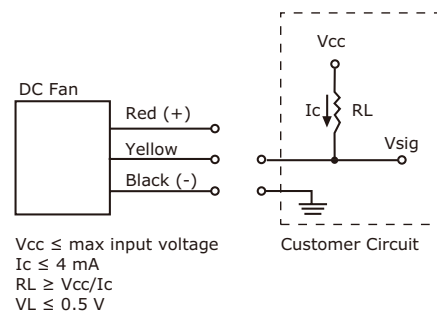 Vcc
DC Fan
Ic
RL
Red (+)
Vsig
Yellow
Black (-)
Vcc ≤ max input voltage
Customer Circuit
Ic ≤ 4 mA
RL ≥ Vcc/Ic
VL ≤ 0.5 V